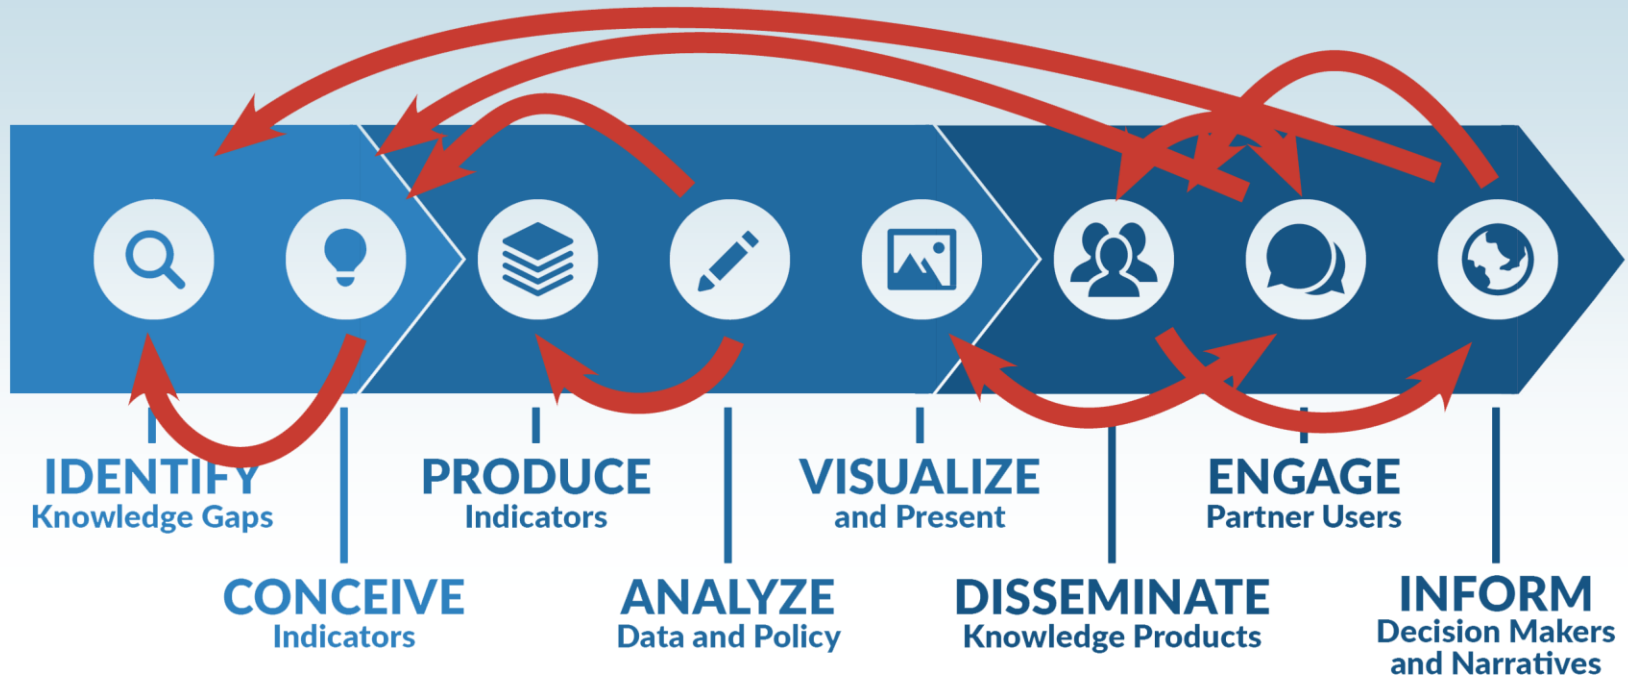 IDENTIFY
Knowledge Gaps
CONCEIVE
Indicators
PRODUCE
Indicators
ANALYZE
Data and Policy
VISUALIZE
and Present
DISSEMINATE
Knowledge Products
ENGAGE
Partner Users
INFORM
Decision Makers
and Narratives